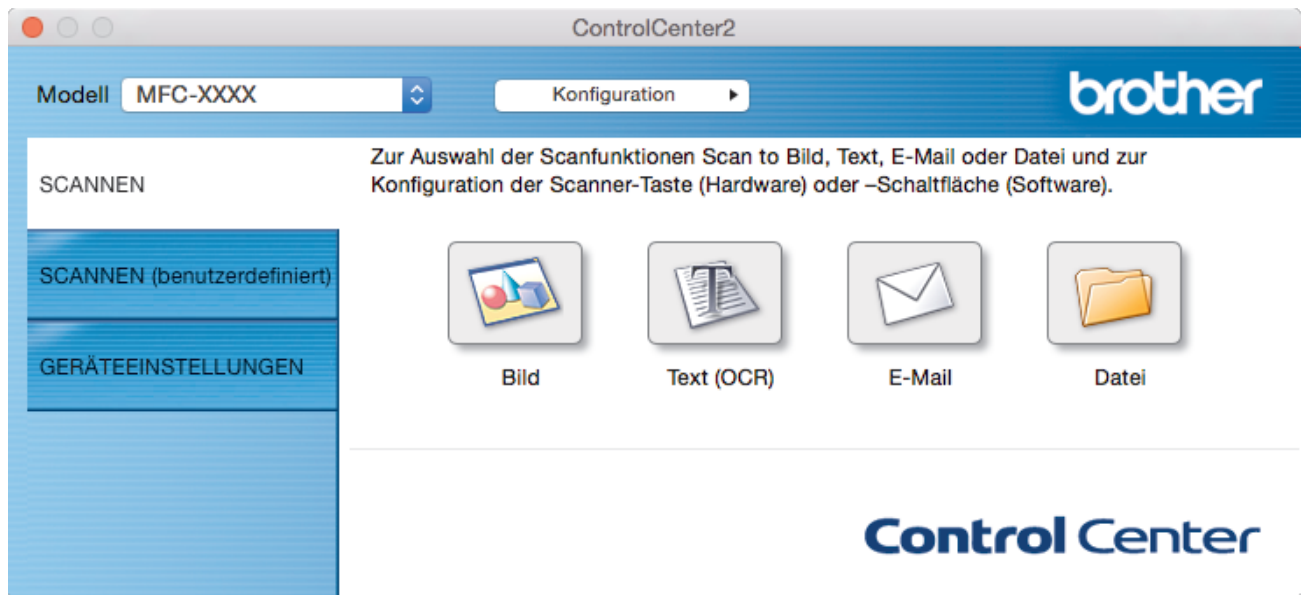 ControlCenter2
Modell MFC-XXXX Konfiguration
brother
SCANNEN
SCANNEN (benutzerdefiniert)
GERÄTEEINSTELLUNGEN
Zur Auswahl der Scanfunktionen Scan to Bild, Text, E-Mail oder Datei und zur
Konfiguration der Scanner-Taste (Hardware) oder –Schaltfläche (Software).
Bild Text (OCR) E-Mail Datei
Control Center